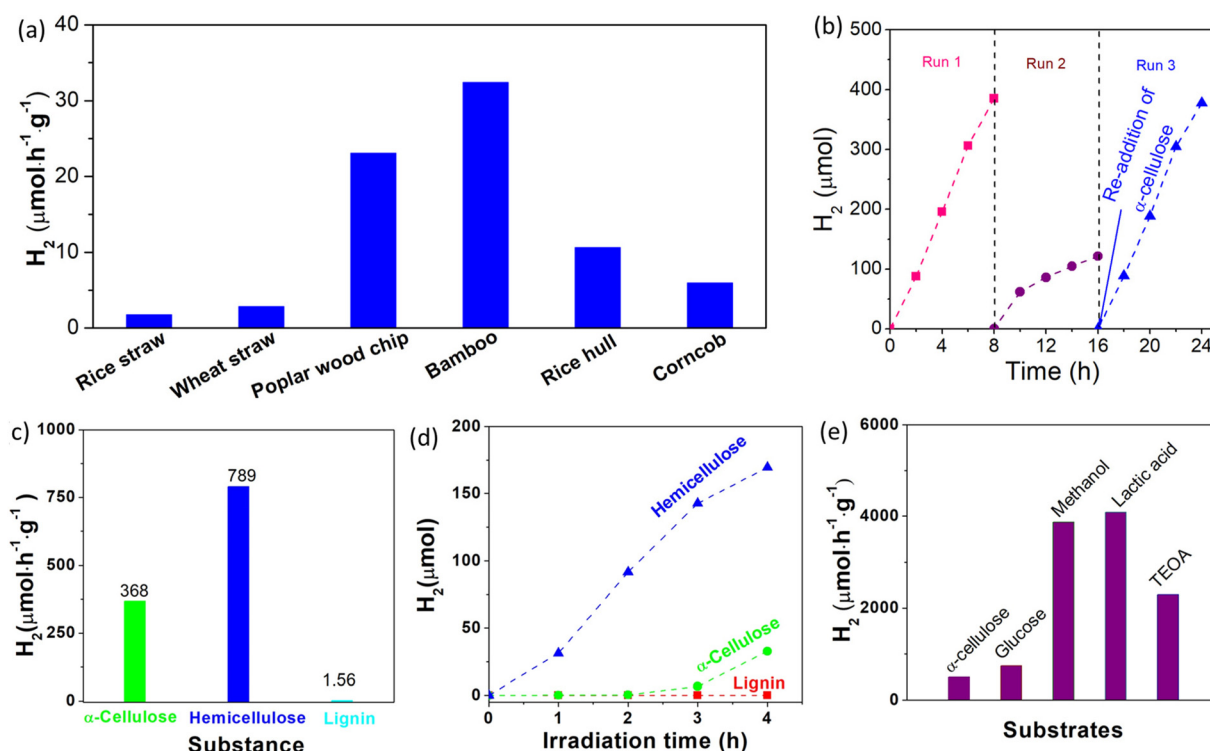 (a)
H₂ (μmol·h⁻¹·g⁻¹)
40
30
20
10
0
Rice straw
Wheat straw
Poplar wood chip
Bamboo
Rice hull
Corncob
(b)
H₂ (μmol)
500
400
300
200
100
0
Run 1
Run 2
Run 3
Re-addition of
α-cellulose
0 4 8 12 16 20 24
Time (h)
c)
H₂(μmol·h⁻¹·g⁻¹)
1000
750
500
250
0
368
789
1.56
α-Cellulose Hemicellulose Lignin
Substance
(d)
H₂(μmol)
200
150
100
50
0
Hemicellulose
α-Cellulose
Lignin
0 1 2 3 4
Irradiation time (h)
(e)
H₂ (μmol·h⁻¹·g⁻¹)
6000
4000
2000
0
α-cellulose
Glucose
Methanol
Lactic acid
TEOA
Substrates